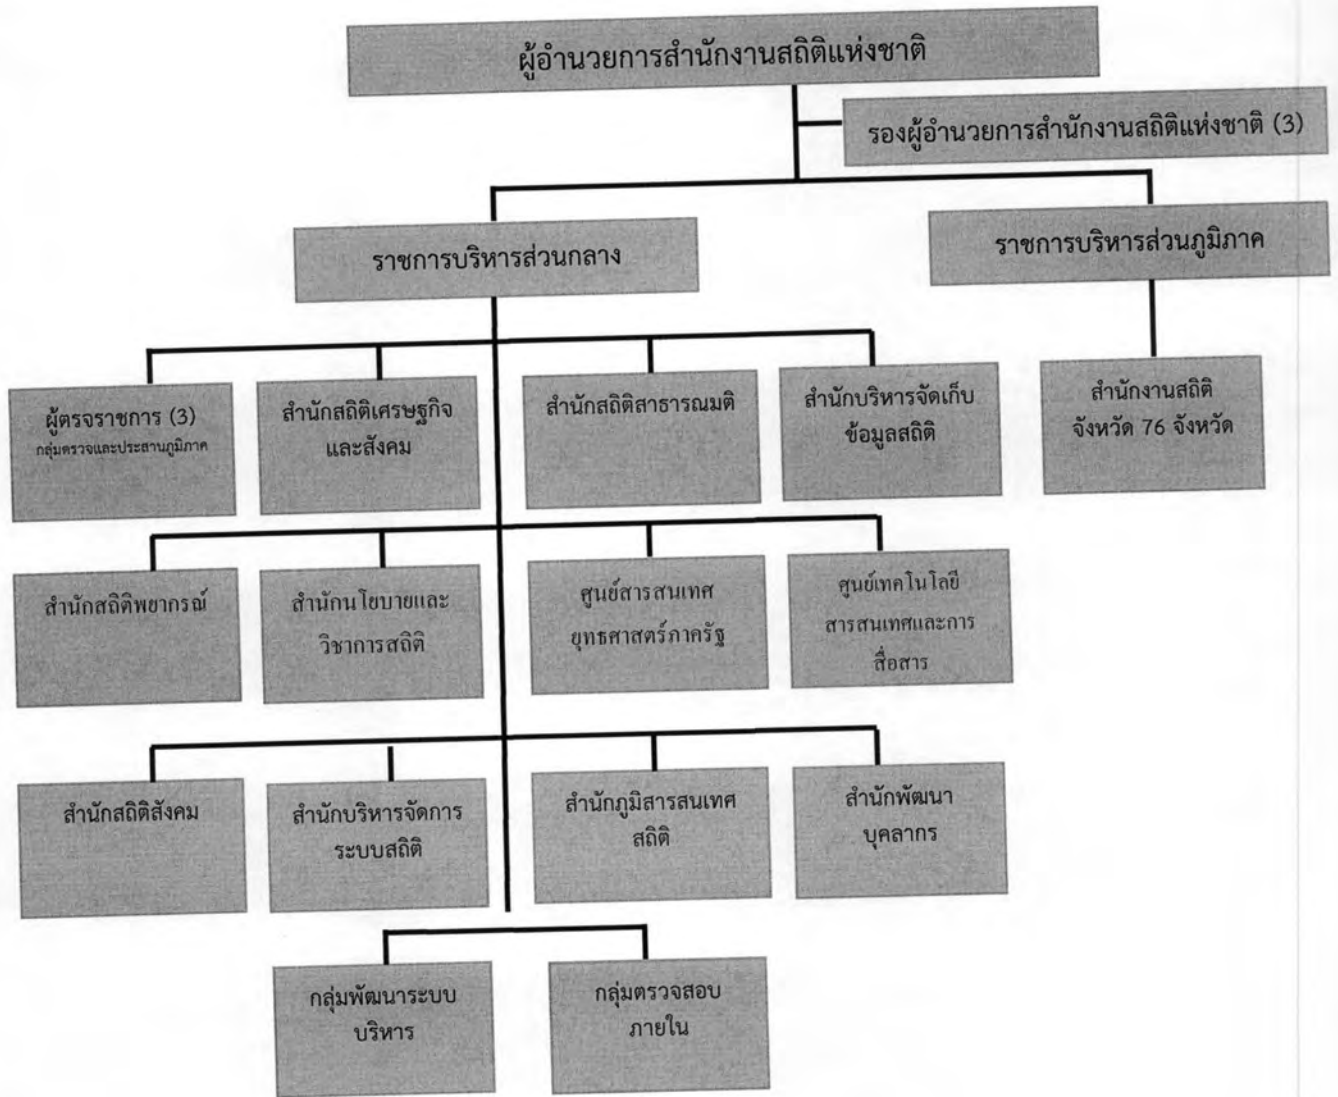 ผู้อำนวยการสำนักงานสถิติแห่งชาติ
รองผู้อำนวยการสำนักงานสถิติแห่งชาติ (3)
ราชการบริหารส่วนกลาง
ราชการบริหารส่วนภูมิภาค
ผู้ตรจราชการ (3)
กลุ่มตรวจและประสานภูมิภาค
สำนักสถิติเศรษฐกิจ
และสังคม
สำนักสถิติสาธารณมติ
สำนักบริหารจัดเก็บ
ข้อมูลสถิติ
สำนักงานสถิติ
จังหวัด 76 จังหวัด
สำนักสถิติพยากรณ์
สำนักนโยบายและ
วิชาการสถิติ
ศูนย์สารสนเทศ
ยุทธศาสตร์ภาครัฐ
ศูนย์เทคโนโลยี
สารสนเทศและการ
สื่อสาร
สำนักสถิติสังคม
สำนักบริหารจัดการ
ระบบสถิติ
สำนักภูมิสารสนเทศ
สถิติ
สำนักพัฒนา
บุคลากร
กลุ่มพัฒนาระบบ
บริหาร
กลุ่มตรวจสอบ
ภายใน